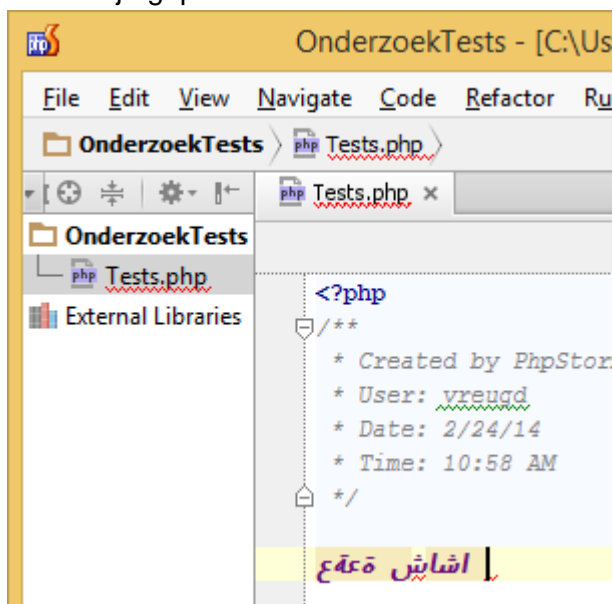 OnderzoekTests - [C:\Us
File Edit View Navigate Code Refactor Ru
OnderzoekTests Tests.php
Tests.php
OnderzoekTests
Tests.php
External Libraries
<?php
/**
* Created by PhpStor
* User: vreugd
* Date: 2/24/14
* Time: 10:58 AM
*/
اشاش ةعةع